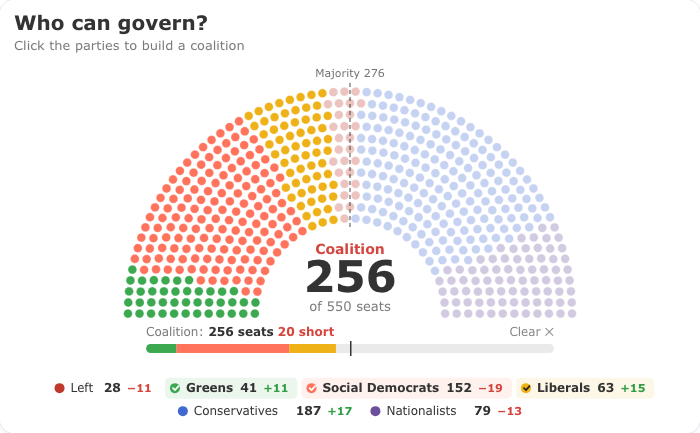 Who can govern?
Click the parties to build a coalition
Majority 276
Coalition
256
of 550 seats
Coalition: 256 seats 20 short Clear ×
Left 28 −11 Greens 41 +11 Social Democrats 152 −19 Liberals 63 +15
Conservatives 187 +17 Nationalists 79 −13